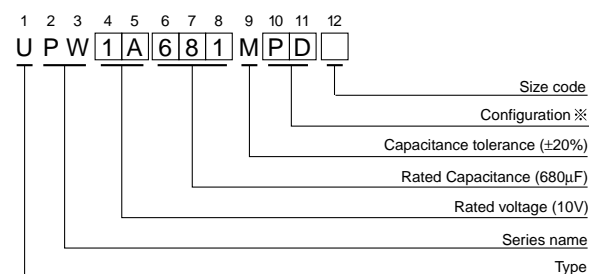 1 2 3 4 5 6 7 8 9 10 11 12
U P W 1 A 6 8 1 M P D
Size code
Configuration ※
Capacitance tolerance (±20%)
Rated Capacitance (680µF)
Rated voltage (10V)
Series name
Type